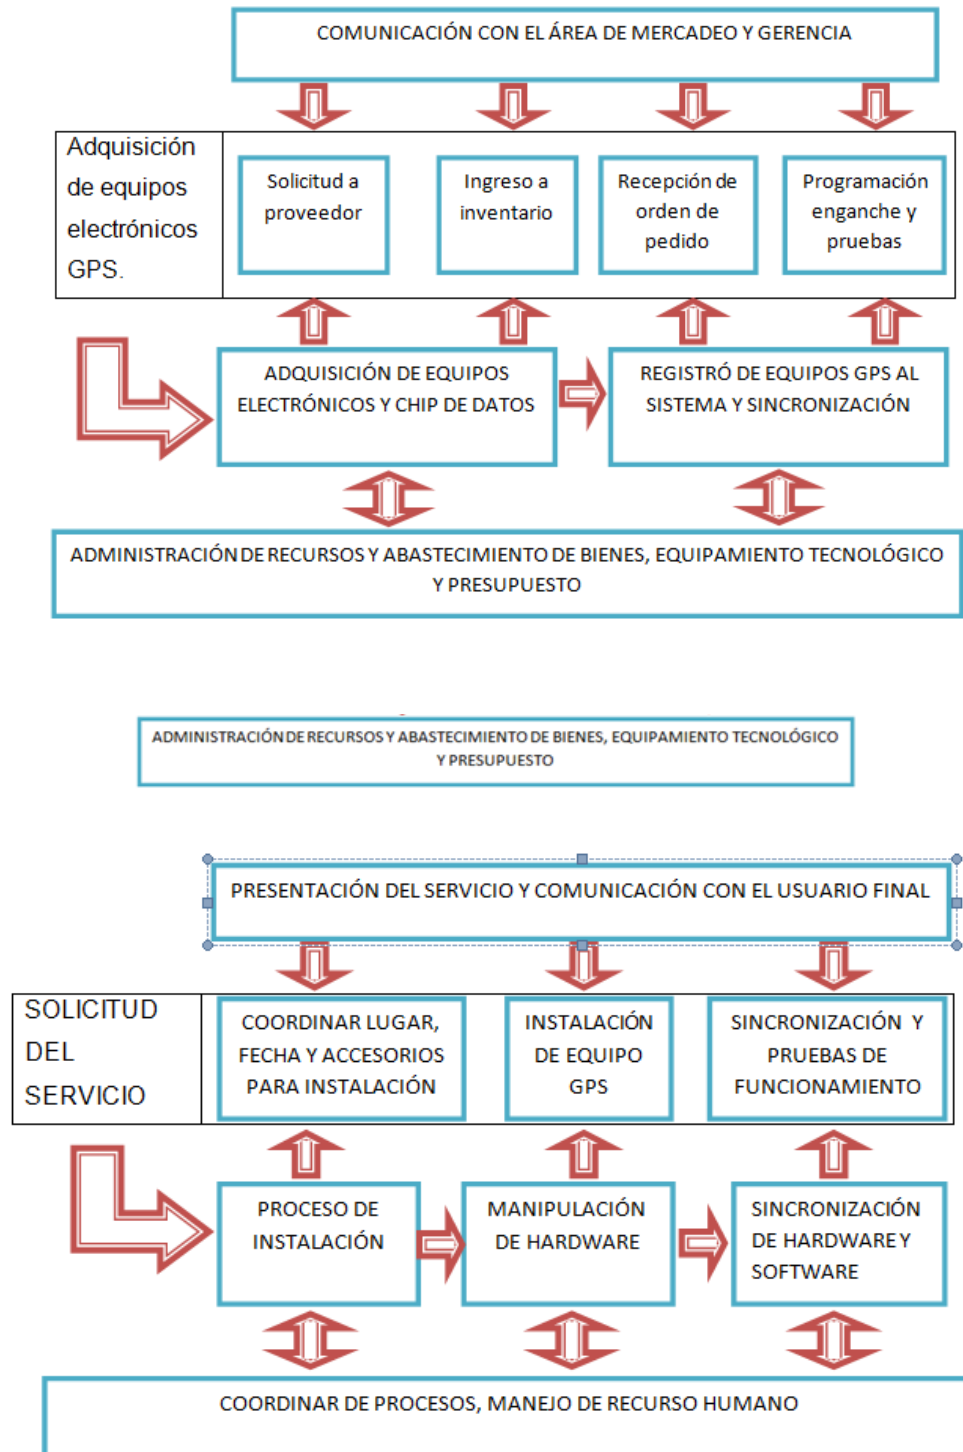 COMUNICACIÓN CON EL ÁREA DE MERCADEO Y GERENCIA
Adquisición
de equipos
electrónicos
GPS.
Solicitud a
proveedor
Ingreso a
inventario
Recepción de
orden de
pedido
Programación
enganche y
pruebas
ADQUISICIÓN DE EQUIPOS
ELECTRÓNICOS Y CHIP DE DATOS
REGISTRÓ DE EQUIPOS GPS AL
SISTEMA Y SINCRONIZACIÓN
ADMINISTRACIÓN DE RECURSOS Y ABASTECIMIENTO DE BIENES, EQUIPAMIENTO TECNOLÓGICO
Y PRESUPUESTO
ADMINISTRACIÓN DE RECURSOS Y ABASTECIMIENTO DE BIENES, EQUIPAMIENTO TECNOLÓGICO
Y PRESUPUESTO
PRESENTACIÓN DEL SERVICIO Y COMUNICACIÓN CON EL USUARIO FINAL
SOLICITUD
DEL
SERVICIO
COORDINAR LUGAR,
FECHA Y ACCESORIOS
PARA INSTALACIÓN
INSTALACIÓN
DE EQUIPO
GPS
SINCRONIZACIÓN Y
PRUEBAS DE
FUNCIONAMIENTO
PROCESO DE
INSTALACIÓN
MANIPULACIÓN
DE HARDWARE
SINCRONIZACIÓN
DE HARDWARE Y
SOFTWARE
COORDINAR DE PROCESOS, MANEJO DE RECURSO HUMANO